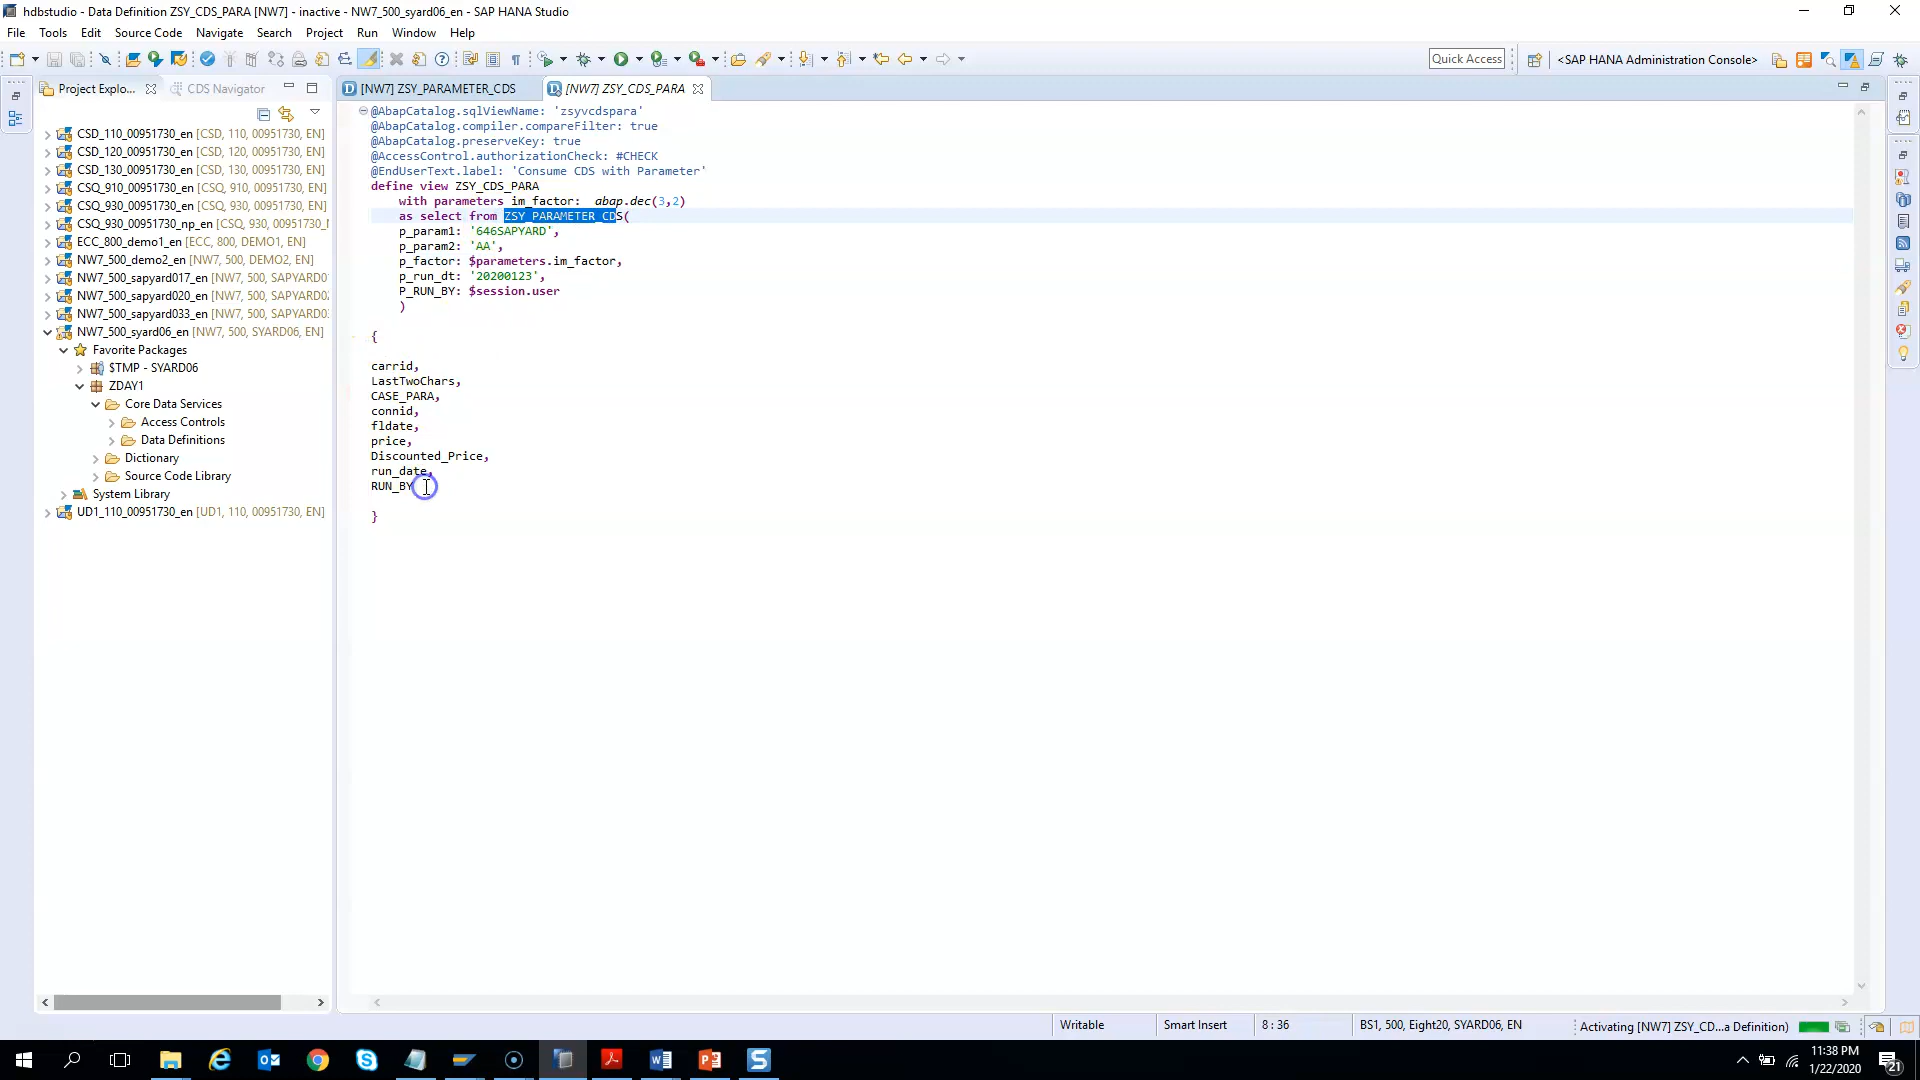 hdbstudio - Data Definition ZSY_CDS_PARA [NW7] - inactive - NW7_500_syard06_en - SAP HANA Studio
File Tools Edit Source Code Navigate Search Project Run Window Help
Quick Access
<SAP HANA Administration Console>
Project Explo... CDS Navigator
[NW7] ZSY_PARAMETER_CDS
[NW7] ZSY_CDS_PARA
CSD_110_00951730_en [CSD, 110, 00951730, EN]
CSD_120_00951730_en [CSD, 120, 00951730, EN]
CSD_130_00951730_en [CSD, 130, 00951730, EN]
CSQ_910_00951730_en [CSQ, 910, 00951730, EN]
CSQ_930_00951730_en [CSQ, 930, 00951730, EN]
CSQ_930_00951730_np_en [CSQ, 930, 00951730, N
ECC_800_demo1_en [ECC, 800, DEMO1, EN]
NW7_500_demo2_en [NW7, 500, DEMO2, EN]
NW7_500_sapyard017_en [NW7, 500, SAPYARD01
NW7_500_sapyard020_en [NW7, 500, SAPYARD02
NW7_500_sapyard033_en [NW7, 500, SAPYARD03
NW7_500_syard06_en [NW7, 500, SYARD06, EN]
Favorite Packages
$TMP - SYARD06
ZDAY1
Core Data Services
Access Controls
Data Definitions
Dictionary
Source Code Library
System Library
UD1_110_00951730_en [UD1, 110, 00951730, EN]
@AbapCatalog.sqlViewName: 'zsyvcdspara'
@AbapCatalog.compiler.compareFilter: true
@AbapCatalog.preserveKey: true
@AccessControl.authorizationCheck: #CHECK
@EndUserText.label: 'Consume CDS with Parameter'
define view ZSY_CDS_PARA
with parameters im_factor: abap.dec(3,2)
as select from ZSY_PARAMETER_CDS(
p_param1: '646SAPYARD',
p_param2: 'AA',
p_factor: $parameters.im_factor,
p_run_dt: '20200123',
P_RUN_BY: $session.user
)
{
carrid,
LastTwoChars,
CASE_PARA,
connid,
fldate,
price,
Discounted_Price,
run_date,
RUN_BY
}
Writable
Smart Insert
8 : 36
BS1, 500, Eight20, SYARD06, EN
Activating [NW7] ZSY_CD...a Definition)
11:38 PM
1/22/2020
21